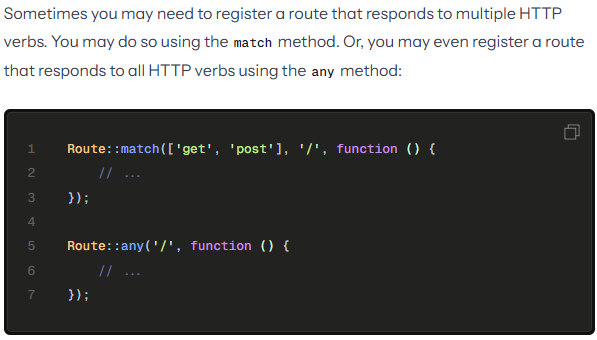 Sometimes you may need to register a route that responds to multiple HTTP
verbs. You may do so using the match method. Or, you may even register a route
that responds to all HTTP verbs using the any method:
1 Route::match(['get', 'post'], '/', function () {
2 // ...
3 });
4
5 Route::any('/', function () {
6 // ...
7 });